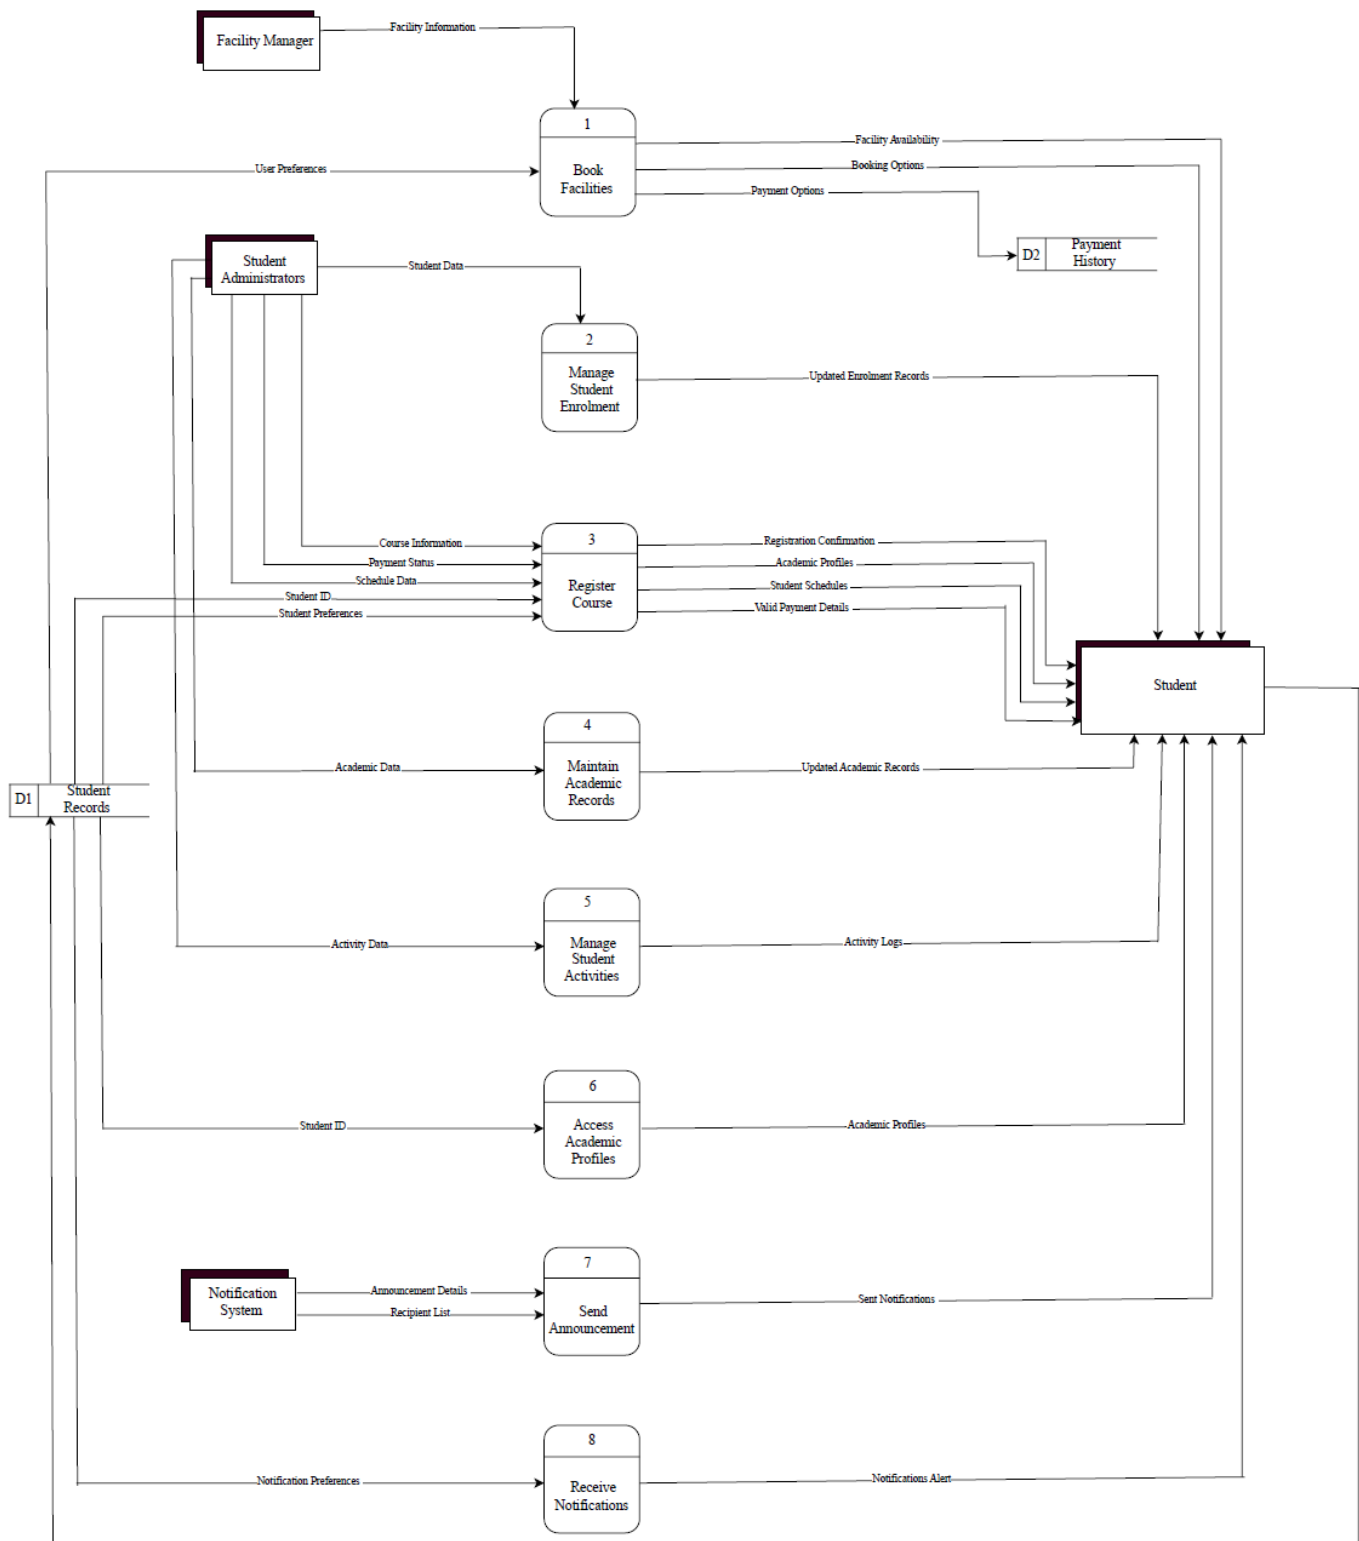 Facility Manager
Facility Information
1
Book
Facilities
Facility Availability
Booking Options
Payment Options
User Preferences
D2
Payment
History
Student
Administrators
Student Data
2
Manage
Student
Enrolment
Updated Enrolment Records
Course Information
Payment Status
Schedule Data
Student ID
Student Preferences
3
Register
Course
Registration Confirmation
Academic Profiles
Student Schedules
Valid Payment Details
Student
D1
Student
Records
Academic Data
4
Maintain
Academic
Records
Updated Academic Records
Activity Data
5
Manage
Student
Activities
Activity Logs
Student ID
6
Access
Academic
Profiles
Academic Profiles
Notification
System
Announcement Details
Recipient List
7
Send
Announcement
Sent Notifications
Notification Preferences
8
Receive
Notifications
Notifications Alert